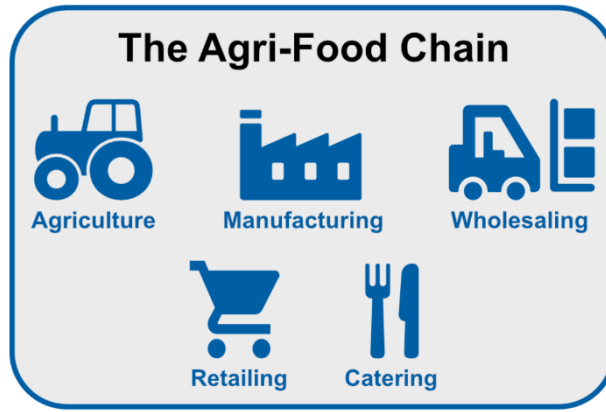 The Agri-Food Chain
Agriculture
Manufacturing
Wholesaling
Retailing
Catering